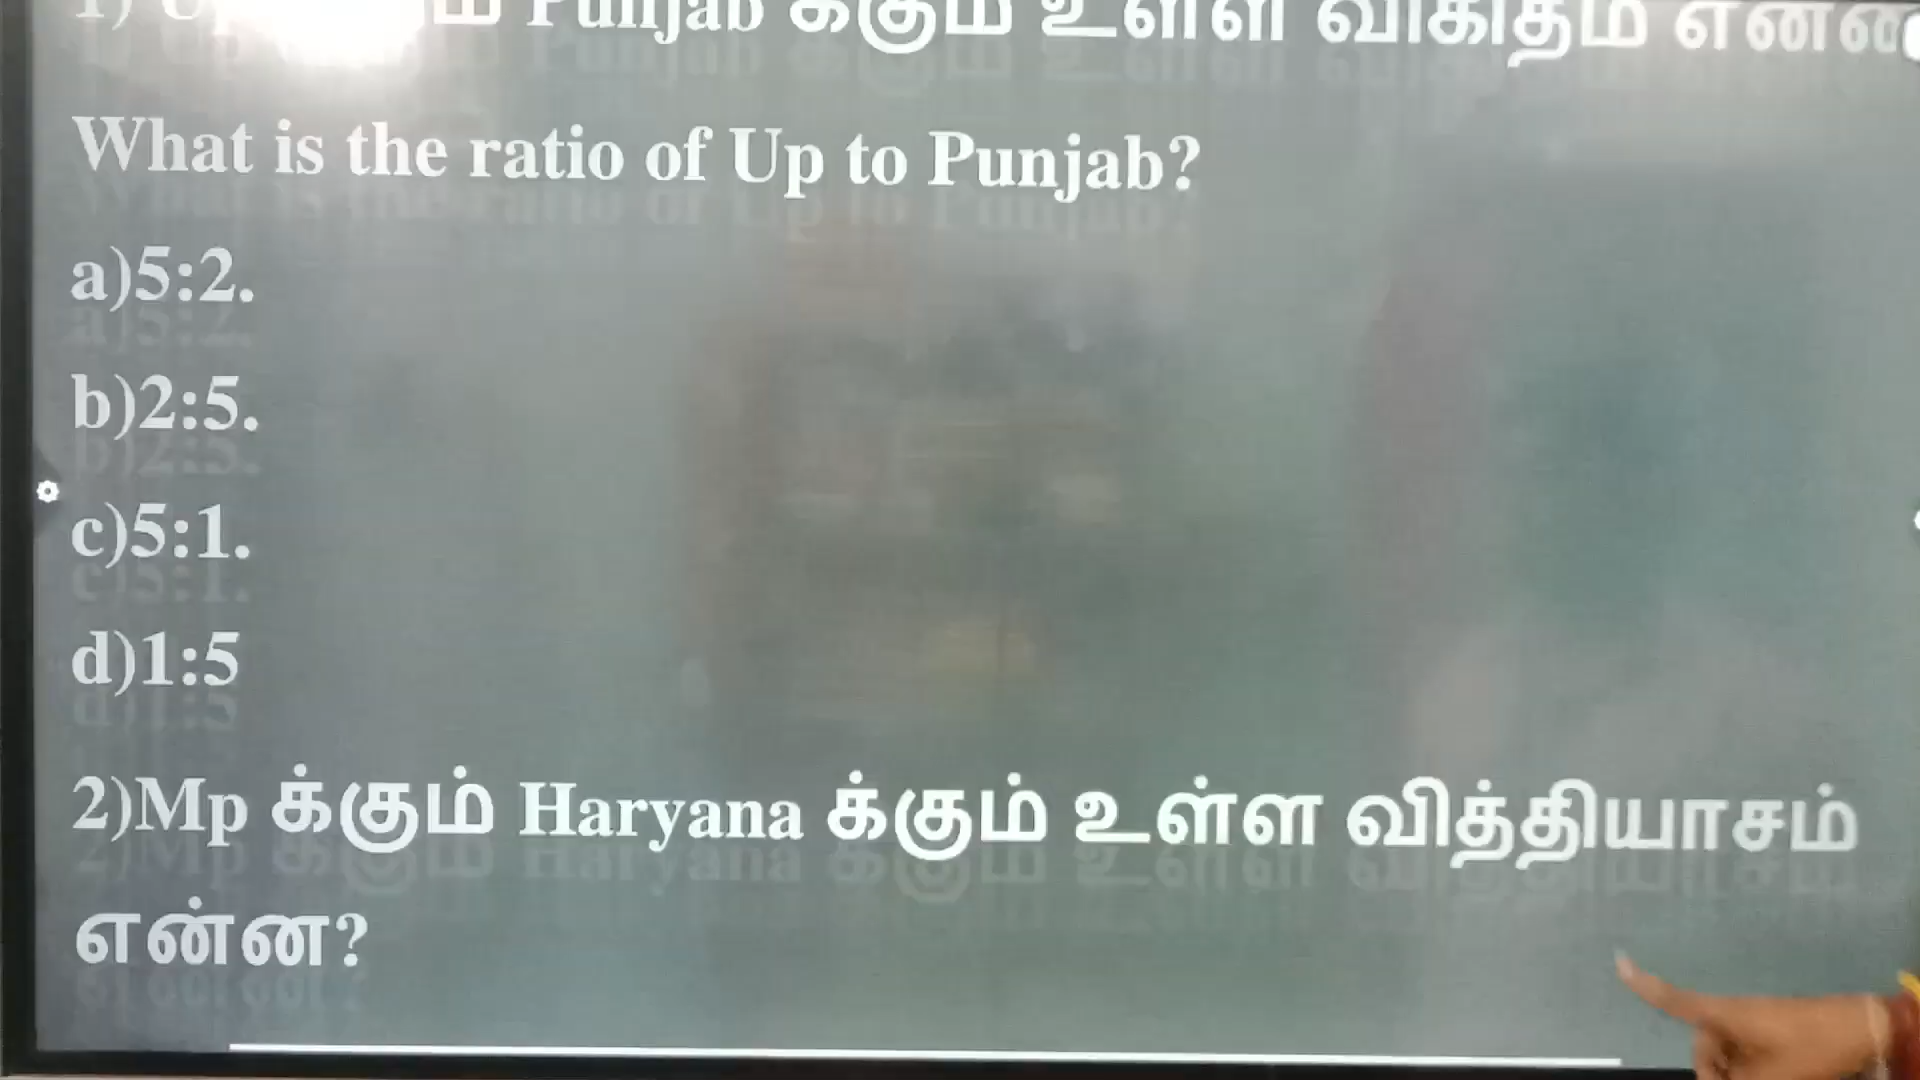 1) Punjab க்கும் உள்ள விகிதம்
What is the ratio of Up to Punjab?
a)5:2.
b)2:5.
c)5:1.
d)1:5
2)Mp க்கும் Haryana க்கும் உள்ள வித்தியாசம்
என்ன?